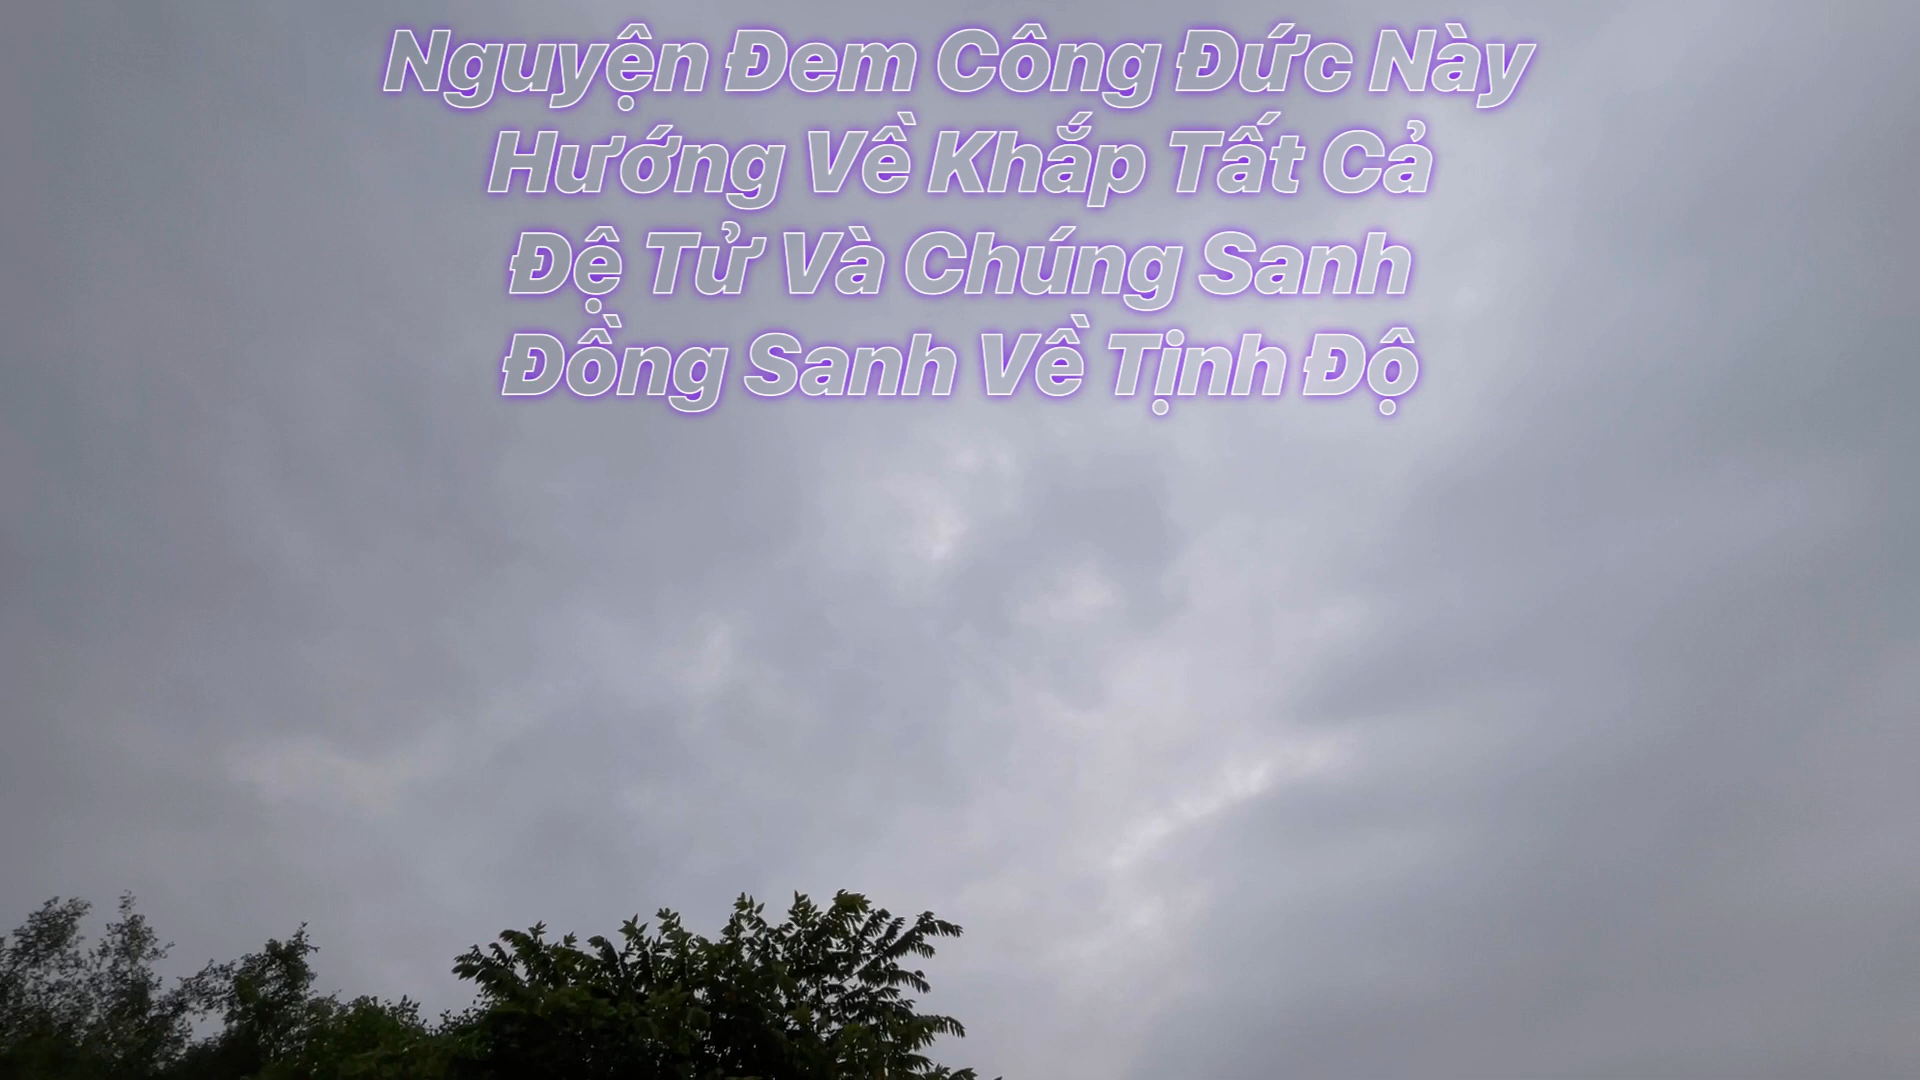 Nguyện Đem Công Đức Này
Hướng Về Khắp Tất Cả
Đệ Tử Và Chúng Sanh
Đồng Sanh Về Tịnh Độ